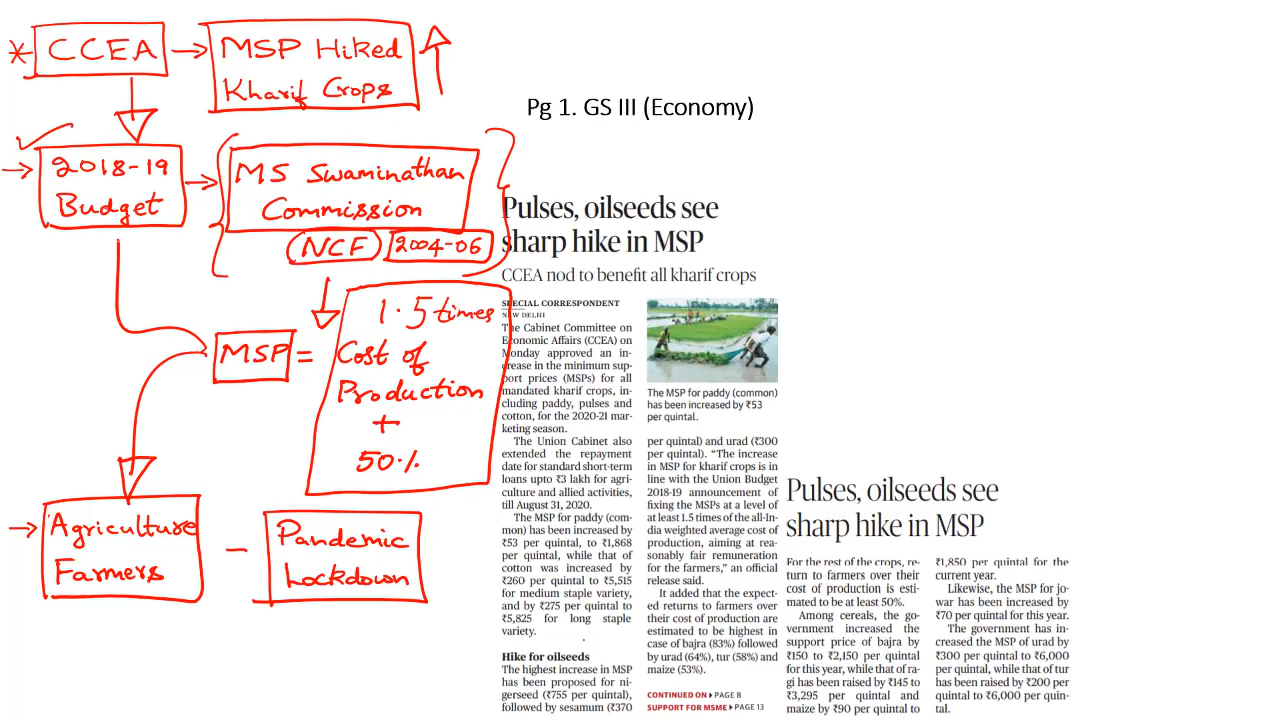 * CCEA → MSP Hiked
Kharif Crops
→ 2018-19
Budget
→ MS Swaminathan
Commission
(NCF) 2004-06
MSP =
1.5 times
Cost of
Production
+
50%
→ Agriculture
Farmers
- Pandemic
Lockdown
Pg 1. GS III (Economy)
Pulses, oilseeds see
sharp hike in MSP
CCEA nod to benefit all kharif crops
SPECIAL CORRESPONDENT
NEW DELHI
The Cabinet Committee on
Economic Affairs (CCEA) on
Monday approved an in-
crease in the minimum sup-
port prices (MSPs) for all
mandated kharif crops, in-
cluding paddy, pulses and
cotton, for the 2020-21 mar-
keting season.
The Union Cabinet also
extended the repayment
date for standard short-term
loans upto ₹3 lakh for agri-
culture and allied activities,
till August 31, 2020.
The MSP for paddy (com-
mon) has been increased by
₹53 per quintal, to ₹1,868
per quintal, while that of
cotton was increased by
₹260 per quintal to ₹5,515
for medium staple variety,
and by ₹275 per quintal to
₹5,825 for long staple
variety.
Hike for oilseeds
The highest increase in MSP
has been proposed for ni-
gerseed (₹755 per quintal),
followed by sesamum (₹370
The MSP for paddy (common)
has been increased by ₹53
per quintal.
per quintal) and urad (₹300
per quintal). “The increase
in MSP for kharif crops is in
line with the Union Budget
2018-19 announcement of
fixing the MSPs at a level of
at least 1.5 times of the all-In-
dia weighted average cost of
production, aiming at rea-
sonably fair remuneration
for the farmers,” an official
release said.
It added that the expect-
ed returns to farmers over
their cost of production are
estimated to be highest in
case of bajra (83%) followed
by urad (64%), tur (58%) and
maize (53%).
CONTINUED ON ▸ PAGE 8
SUPPORT FOR MSME ▸ PAGE 13
Pulses, oilseeds see
sharp hike in MSP
For the rest of the crops, re-
turn to farmers over their
cost of production is esti-
mated to be at least 50%.
Among cereals, the go-
vernment increased the
support price of bajra by
₹150 to ₹2,150 per quintal
for this year, while that of ra-
gi has been raised by ₹145 to
₹3,295 per quintal and
maize by ₹90 per quintal to
₹1,850 per quintal for the
current year.
Likewise, the MSP for jo-
war has been increased by
₹70 per quintal for this year.
The government has in-
creased the MSP of urad by
₹300 per quintal to ₹6,000
per quintal, while that of tur
has been raised by ₹200 per
quintal to ₹6,000 per quin-
tal.